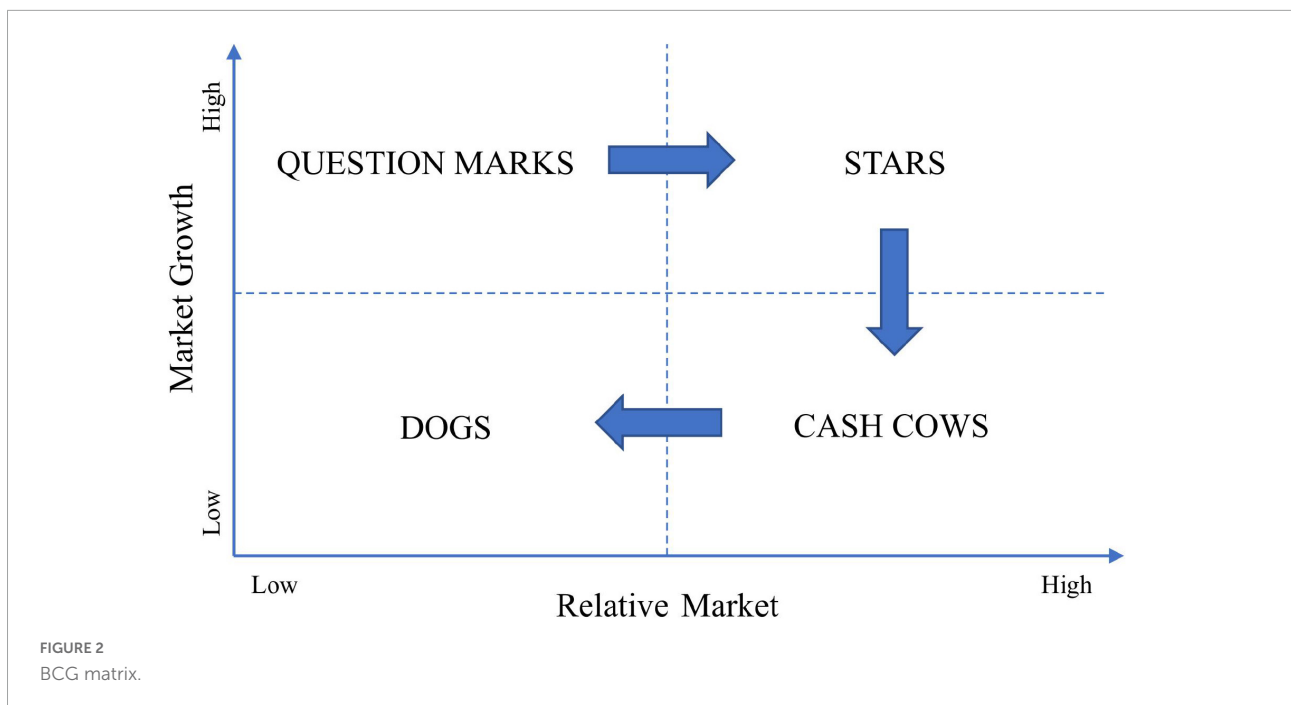 High
QUESTION MARKS
STARS
Market Growth
DOGS
CASH COWS
Low
Low
High
Relative Market
FIGURE 2
BCG matrix.